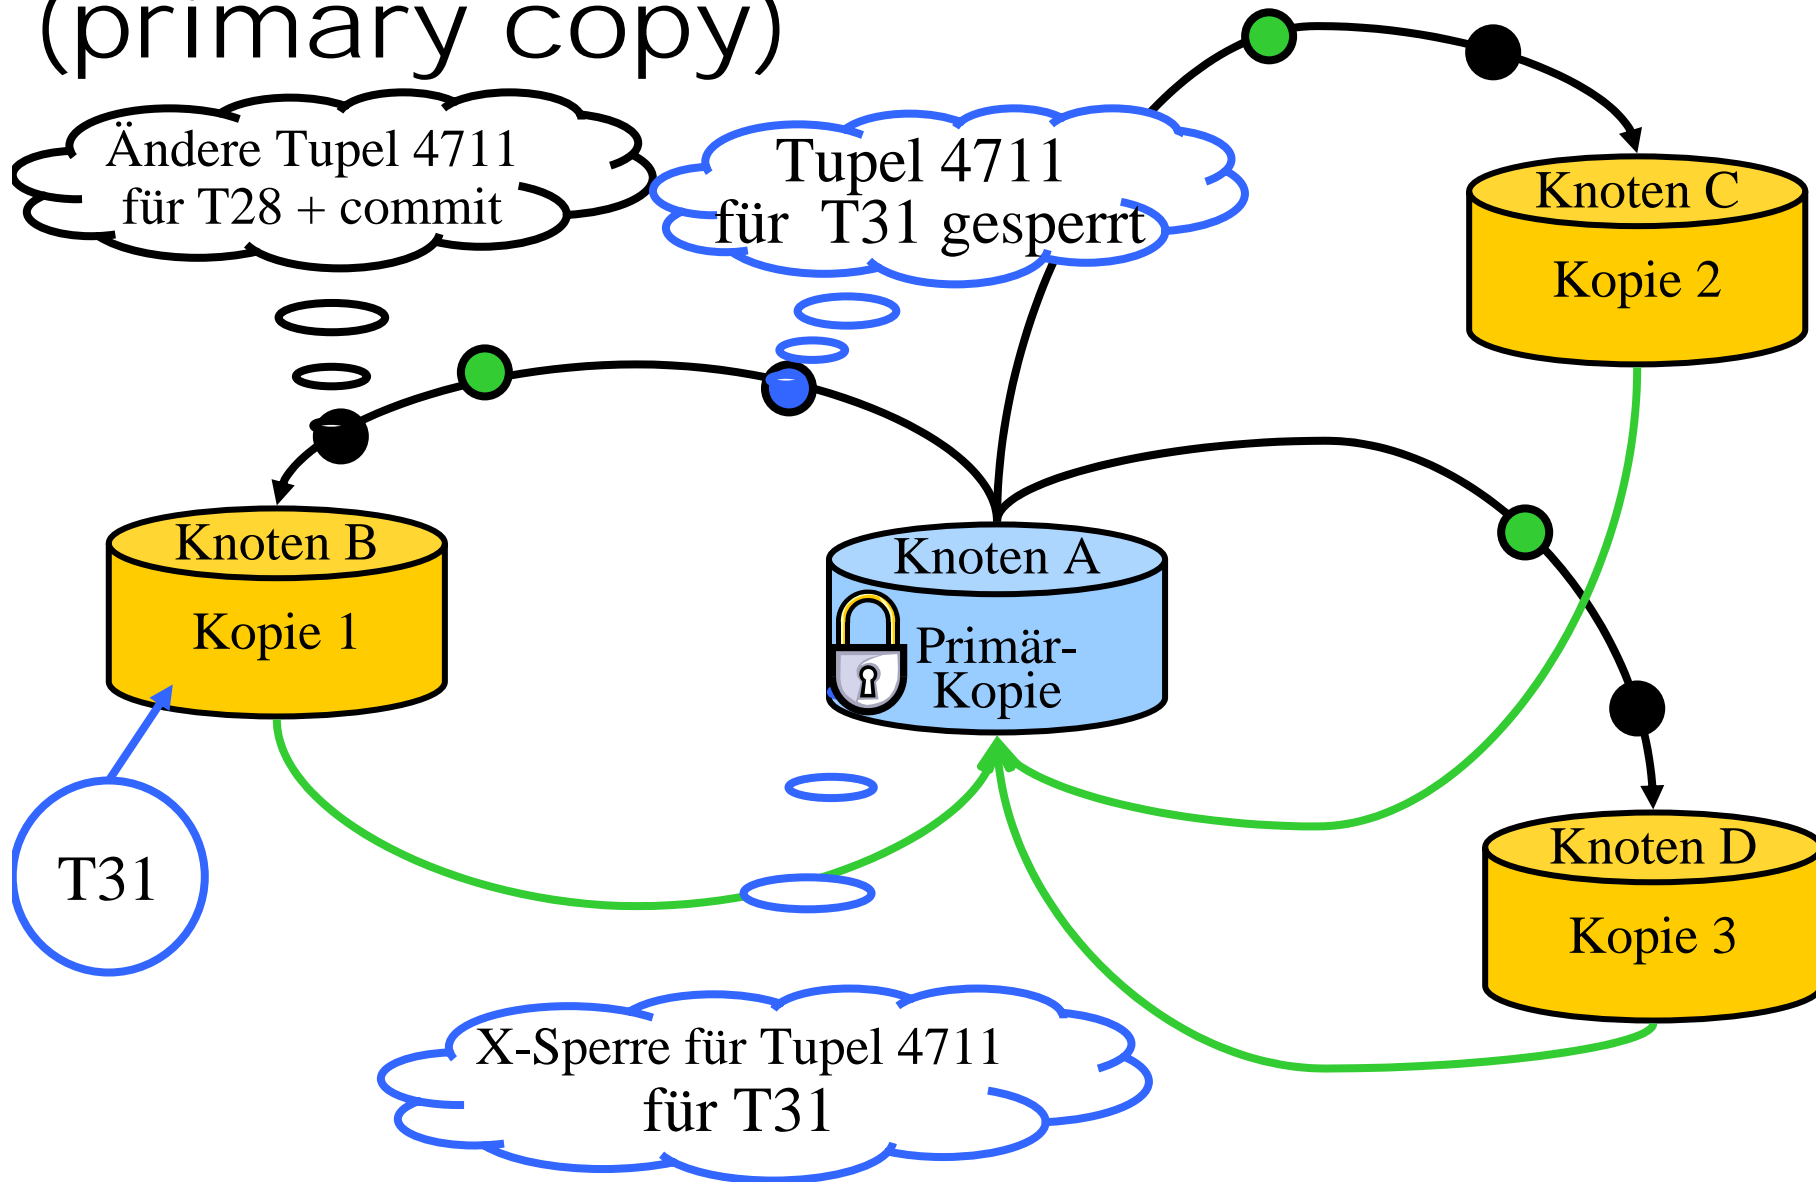 (primary copy)
Ändere Tupel 4711
für T28 + commit
Tupel 4711
für T31 gesperrt
Knoten C
Kopie 2
Knoten B
Kopie 1
Knoten A
Primär-
Kopie
T31
Knoten D
Kopie 3
X-Sperre für Tupel 4711
für T31